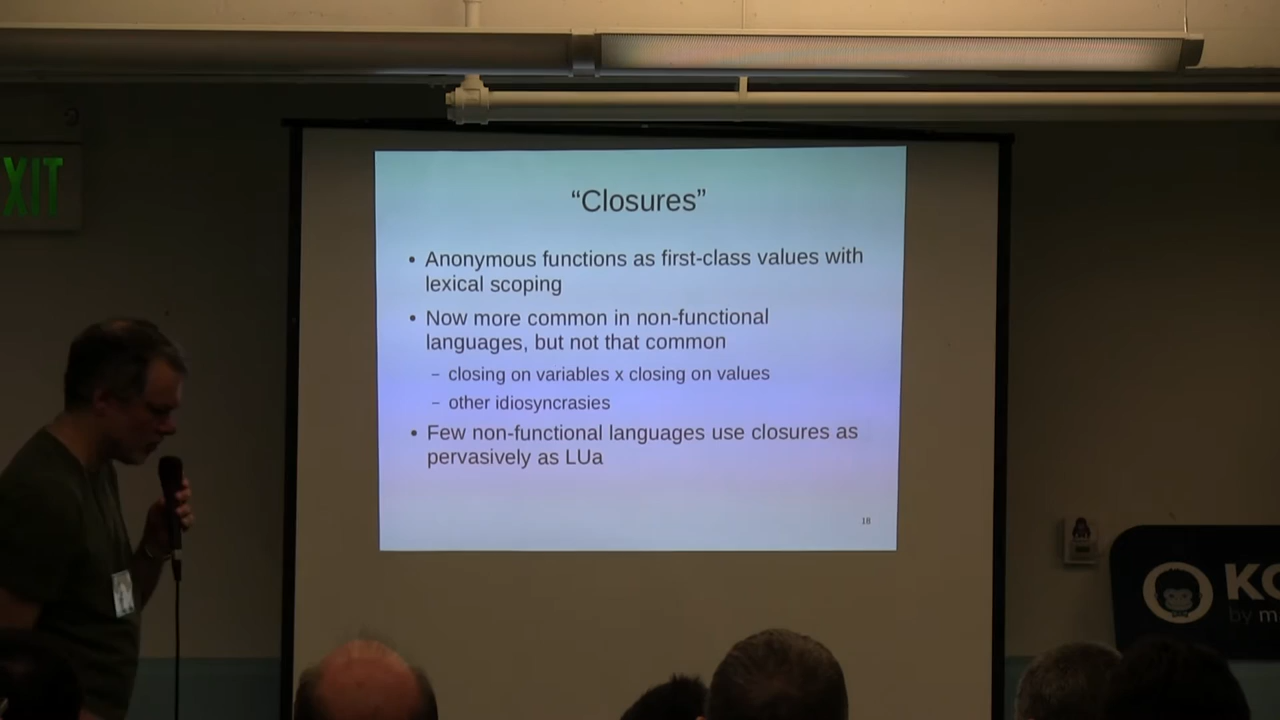 XIT
“Closures”
• Anonymous functions as first-class values with
lexical scoping
• Now more common in non-functional
languages, but not that common
– closing on variables x closing on values
– other idiosyncrasies
• Few non-functional languages use closures as
pervasively as LUa
18
KO
by m